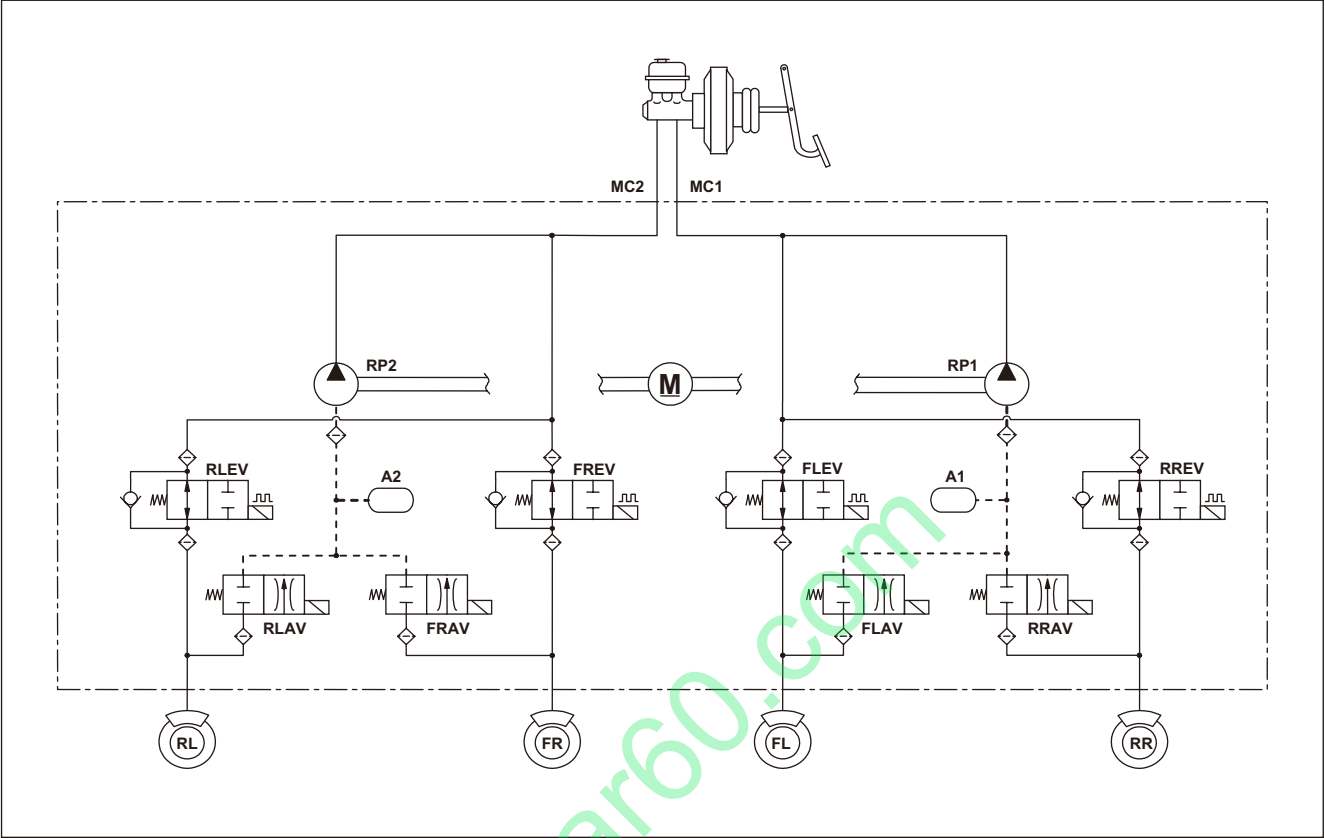 MC2 MC1
RP2 M RP1
RLEV A2 FREV FLEV A1 RREV
RLAV FRAV FLAV RRAV
RL FR FL RR
ar60.com